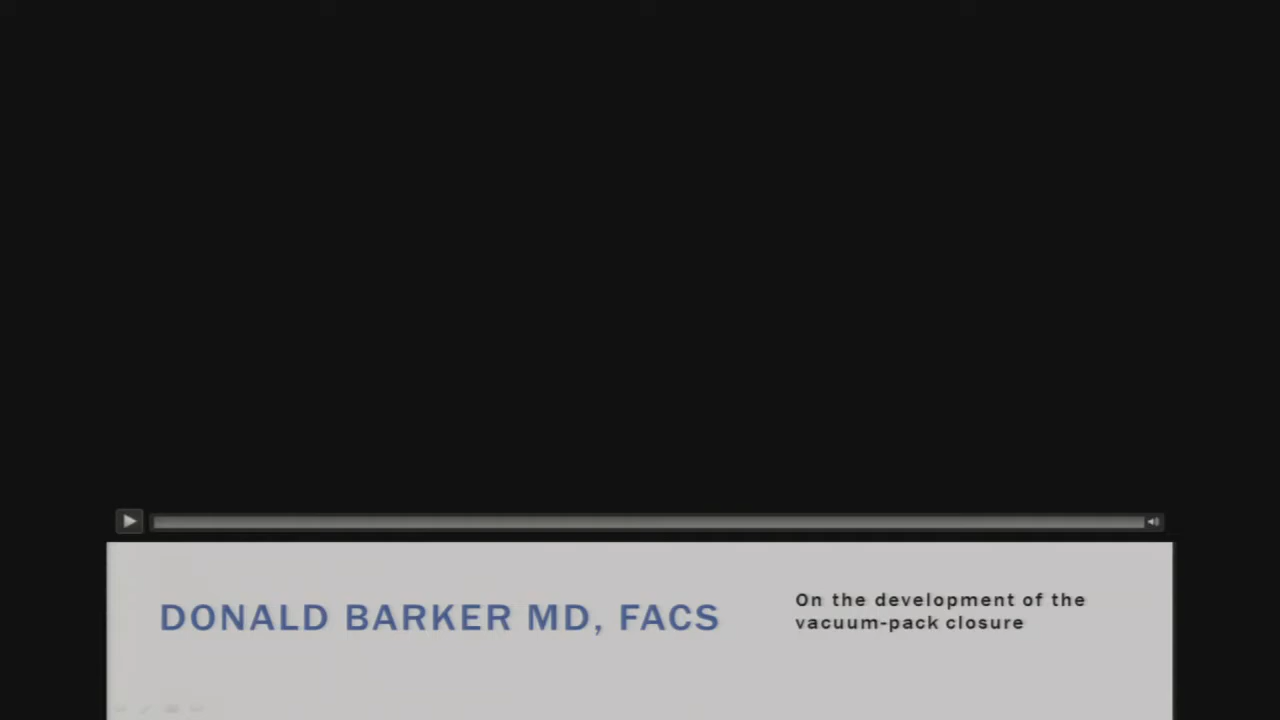 DONALD BARKER MD, FACS
On the development of the
vacuum-pack closure